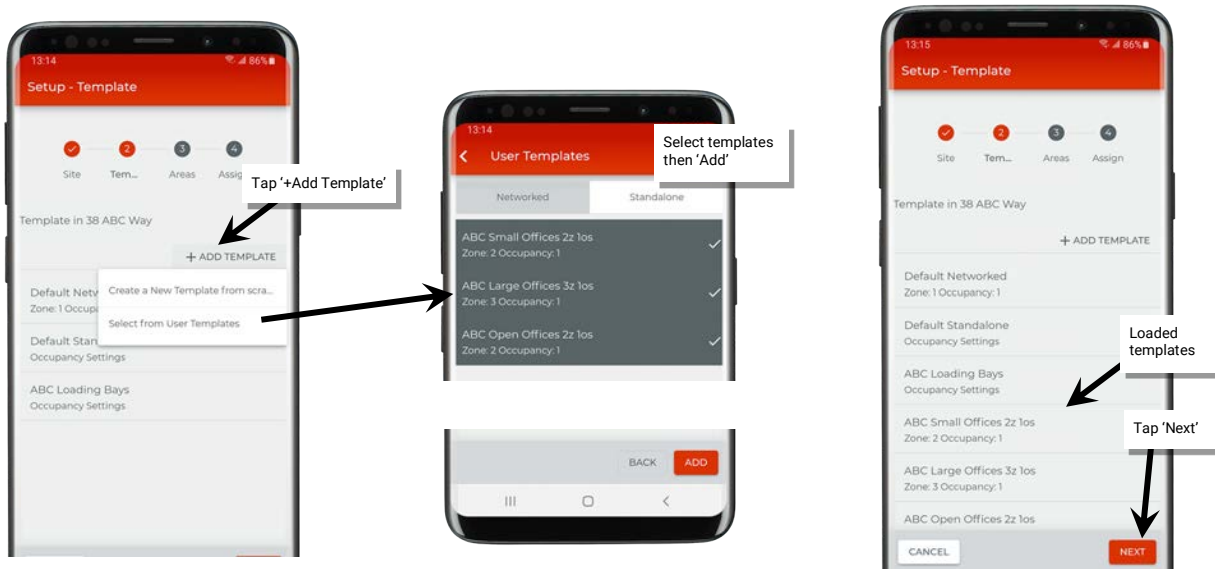 13:14
86%
Setup - Template
2
3
4
Site
Tem...
Areas
Assig
Tap ‘+Add Template’
Template in 38 ABC Way
+ ADD TEMPLATE
Default Netw
Zone: 1 Occupa
Create a New Template from scra...
Select from User Templates
Default Stan
Occupancy Settings
ABC Loading Bays
Occupancy Settings
13:14
User Templates
Select templates
then ‘Add’
Networked
Standalone
ABC Small Offices 2z 1os
Zone: 2 Occupancy: 1
ABC Large Offices 3z 1os
Zone: 3 Occupancy: 1
ABC Open Offices 2z 1os
Zone: 2 Occupancy: 1
BACK
ADD
13:15
86%
Setup - Template
2
3
4
Site
Tem...
Areas
Assign
Template in 38 ABC Way
+ ADD TEMPLATE
Default Networked
Zone: 1 Occupancy: 1
Default Standalone
Occupancy Settings
Loaded
templates
ABC Loading Bays
Occupancy Settings
ABC Small Offices 2z 1os
Zone: 2 Occupancy: 1
Tap ‘Next’
ABC Large Offices 3z 1os
Zone: 3 Occupancy: 1
ABC Open Offices 2z 1os
CANCEL
NEXT